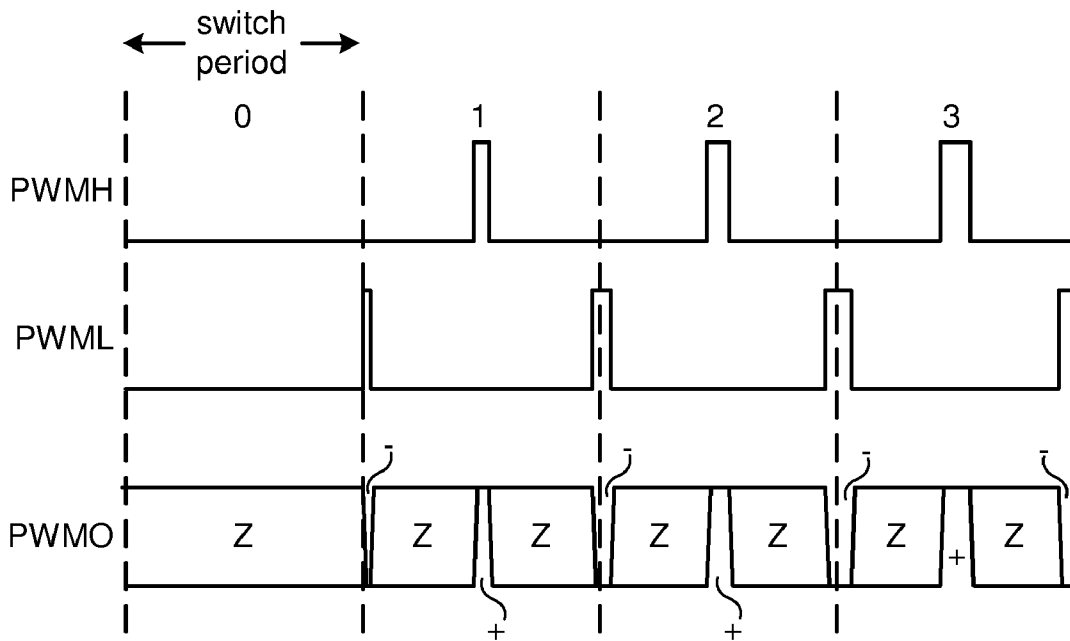 switch
period
0 1 2 3
PWMH
PWML
- - - -
PWMO Z Z Z Z Z Z + Z
+ +